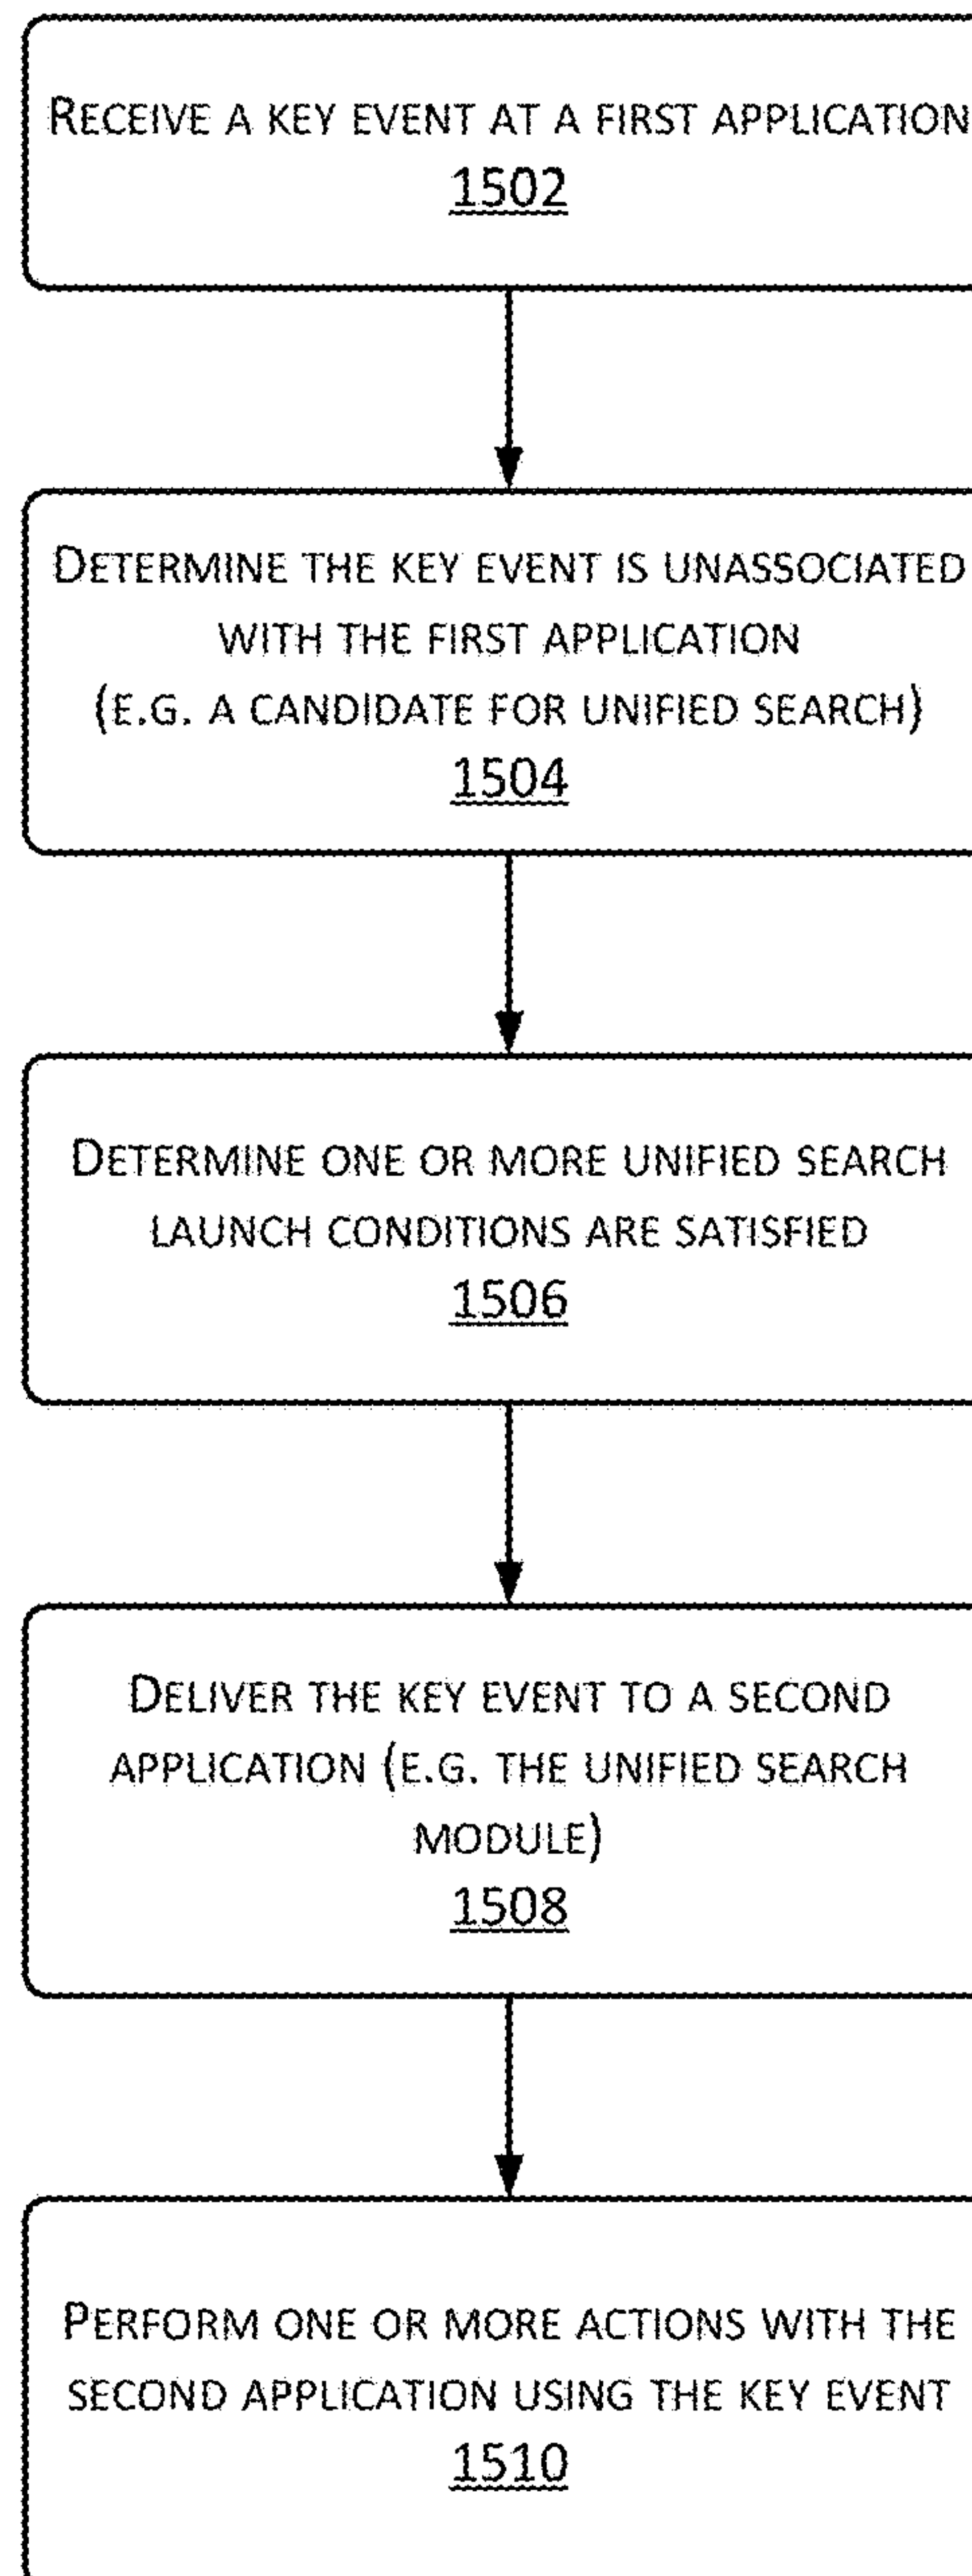 RECEIVE A KEY EVENT AT A FIRST APPLICATION
1502
DETERMINE THE KEY EVENT IS UNASSOCIATED
WITH THE FIRST APPLICATION
(E.G. A CANDIDATE FOR UNIFIED SEARCH)
1504
DETERMINE ONE OR MORE UNIFIED SEARCH
LAUNCH CONDITIONS ARE SATISFIED
1506
DELIVER THE KEY EVENT TO A SECOND
APPLICATION (E.G. THE UNIFIED SEARCH
MODULE)
1508
PERFORM ONE OR MORE ACTIONS WITH THE
SECOND APPLICATION USING THE KEY EVENT
1510